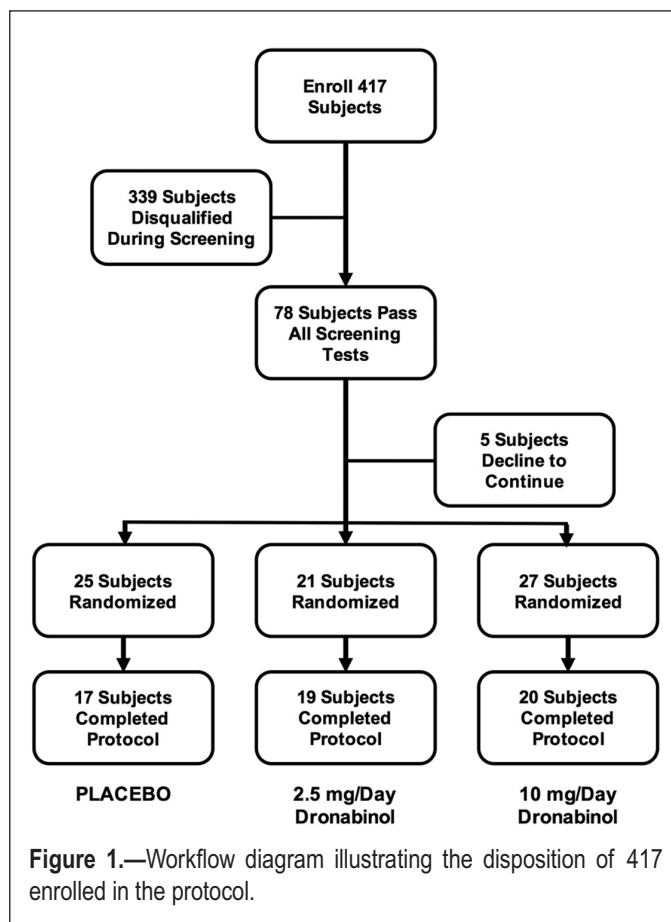 Enroll 417
Subjects
339 Subjects
Disqualified
During Screening
78 Subjects Pass
All Screening
Tests
5 Subjects
Decline to
Continue
25 Subjects
Randomized
21 Subjects
Randomized
27 Subjects
Randomized
17 Subjects
Completed
Protocol
19 Subjects
Completed
Protocol
20 Subjects
Completed
Protocol
PLACEBO
2.5 mg/Day
Dronabinol
10 mg/Day
Dronabinol
Figure 1.—Workflow diagram illustrating the disposition of 417
enrolled in the protocol.